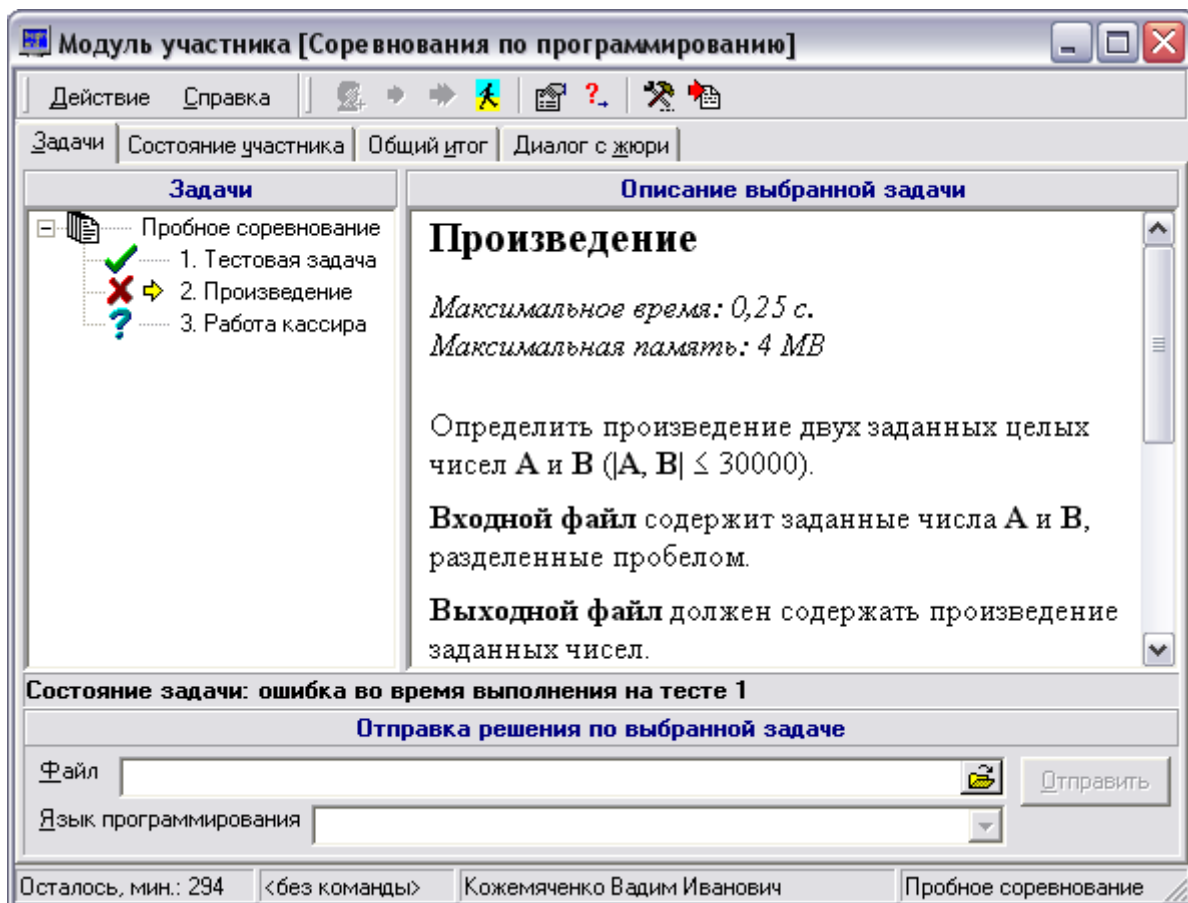 Модуль участника [Соревнования по программированию]
Действие Справка
Задачи Состояние участника Общий итог Диалог с жюри
Задачи
Пробное соревнование
1. Тестовая задача
2. Произведение
3. Работа кассира
Описание выбранной задачи
Произведение
Максимальное время: 0,25 с.
Максимальная память: 4 MB
Определить произведение двух заданных целых
чисел A и B (|A, B| ≤ 30000).
Входной файл содержит заданные числа A и B,
разделенные пробелом.
Выходной файл должен содержать произведение
заданных чисел.
Состояние задачи: ошибка во время выполнения на тесте 1
Отправка решения по выбранной задаче
Файл
Отправить
Язык программирования
Осталось, мин.: 294 <без команды> Кожемяченко Вадим Иванович Пробное соревнование